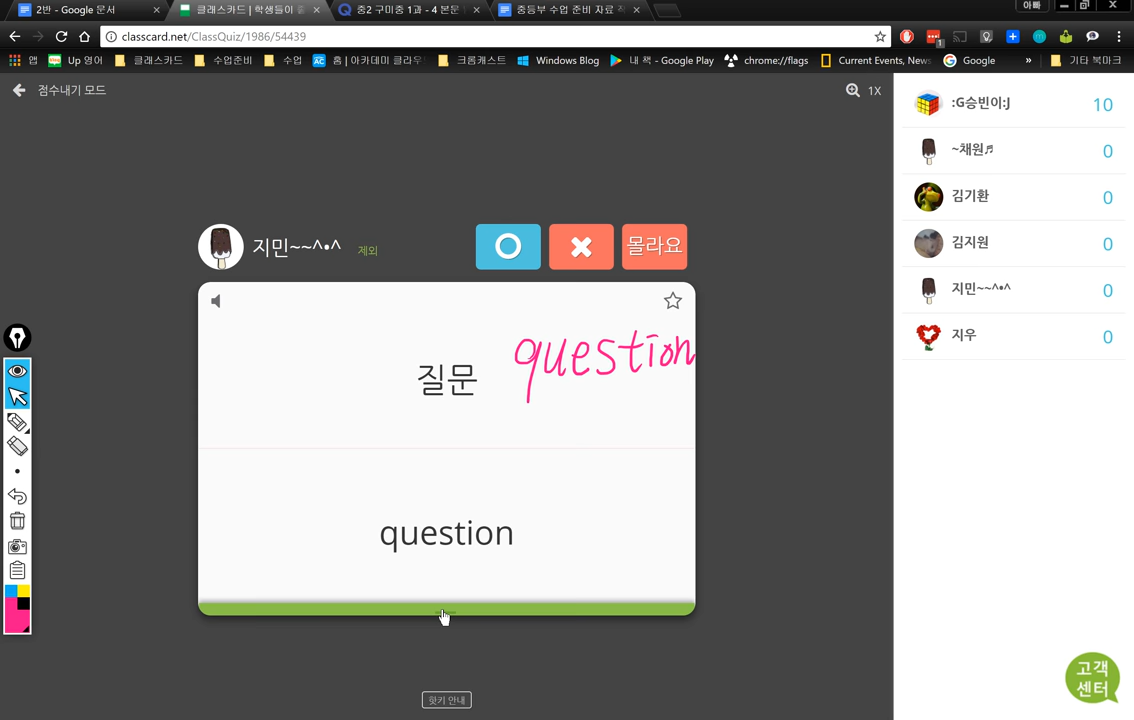 2반 - Google 문서
클래스카드 | 학생들이 좋
중2 구미중 1과 - 4 본문
중등부 수업 준비 자료 작
아빠
classcard.net/ClassQuiz/1986/54439
1
앱
Up 영어
클래스카드
수업준비
수업
AC
홈 | 아카데미 클라우
크롬캐스트
Windows Blog
내 책 - Google Play
chrome://flags
Current Events, News
Google
»
기타 북마크
점수내기 모드
1X
:G승빈이:J
10
~채원♬
0
김기환
0
김지원
0
지민~~^•^
0
지우
0
지민~~^•^
제외
몰라요
질문
question
question
핫키 안내
고객
센터